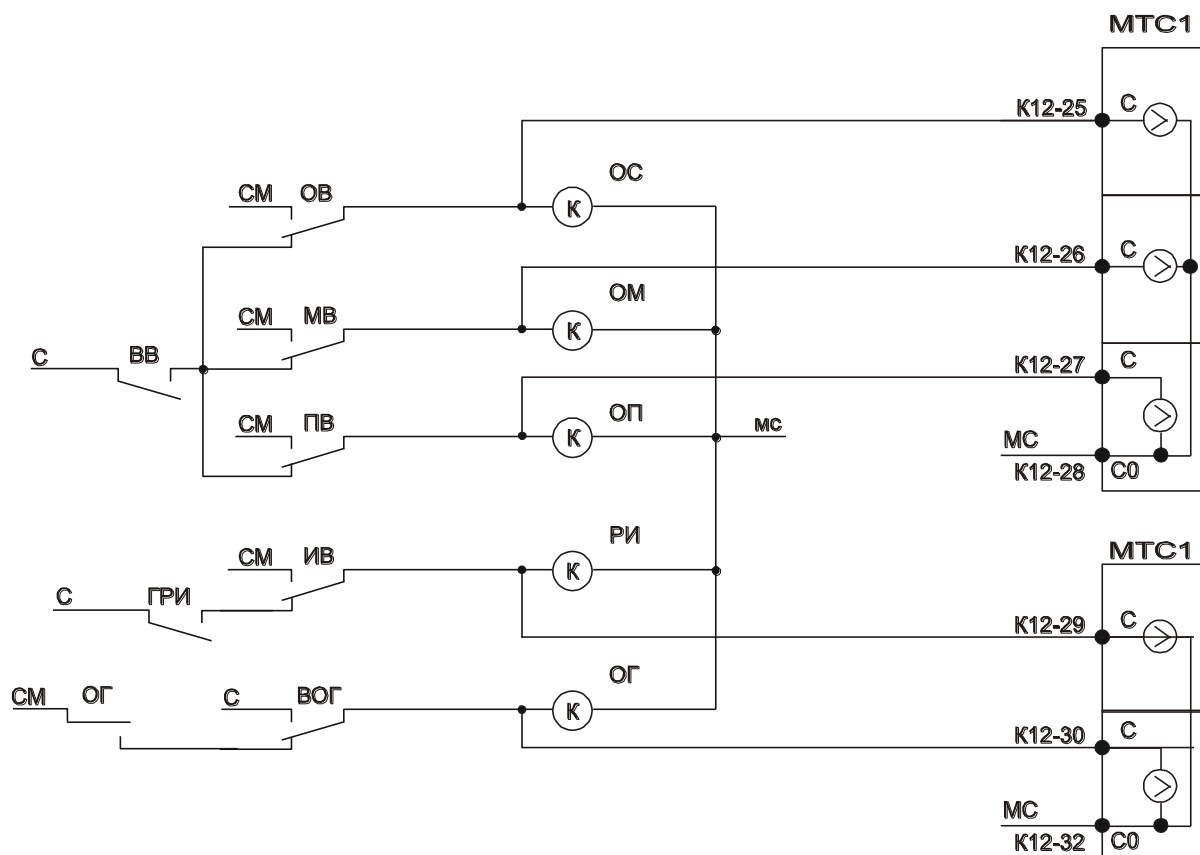 МТС1
К12-25 С
ОС
СМ ОВ К
К12-26 С
ОМ
СМ МВ К
С ВВ
К12-27 С
ОП
СМ ПВ К мс
МС
К12-28 С0
РИ
МТС1
СМ ИВ К
С ГРИ
К12-29 С
ОГ
СМ ОГ С ВОГ К
К12-30 С
МС
К12-32 С0